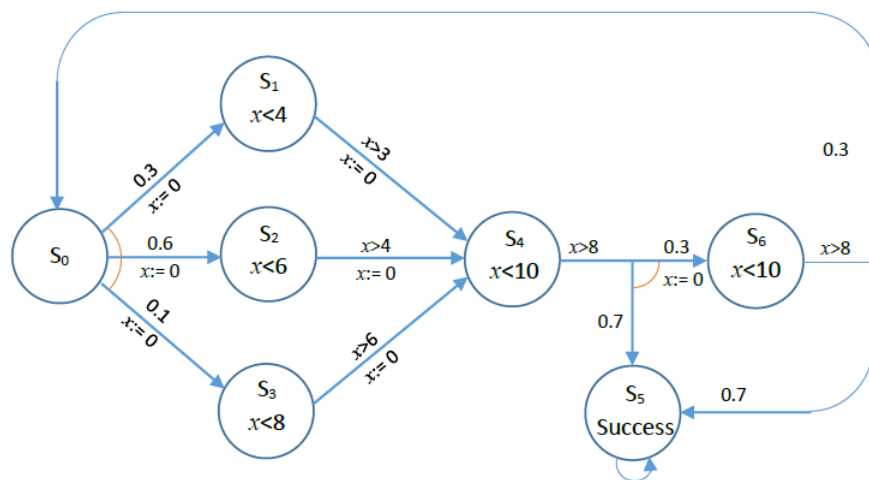 S₁
x<4
0.3
x:= 0
x>3
x:= 0
0.3
S₀
0.6
x:= 0
S₂
x<6
x>4
x:= 0
S₄
x<10
x>8
0.3
x:= 0
S₆
x<10
x>8
0.1
x:= 0
x>6
x:= 0
0.7
S₃
x<8
S₅
Success
0.7